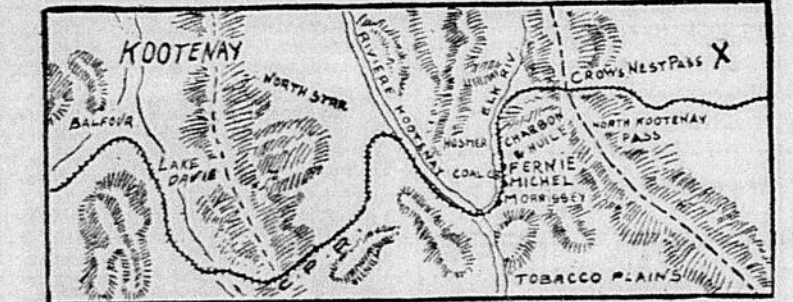 KOOTENAY
NORTH STAR
BALFOUR
LAKE
DAVIE
C.P.R.
RIVIÈRE KOOTENAY
ELK RIV
HOSMER
CHARBON
& HUILE
COAL C.
FERNIE
MICHEL
MORRISSEY
CROWS NEST PASS X
NORTH KOOTENAY
PASS
TOBACCO PLAINS